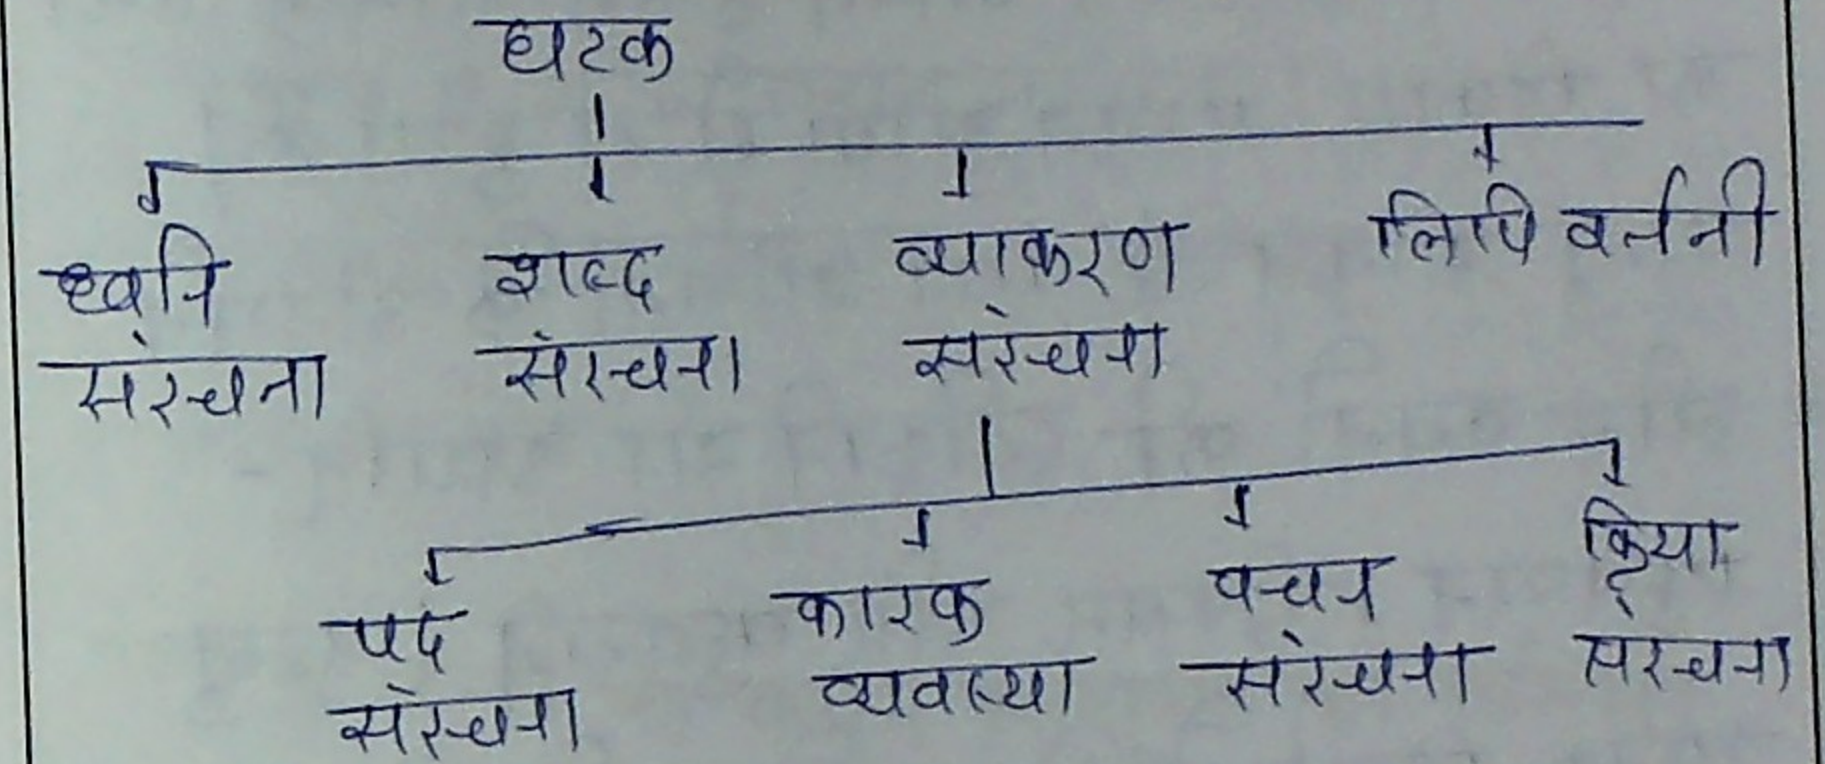 घटक
ध्वनि शब्द व्याकरण लिपि वर्तनी
संरचना संरचना संरचना
पद कारक वचन क्रिया
संरचना व्यवस्था संरचना संरचना